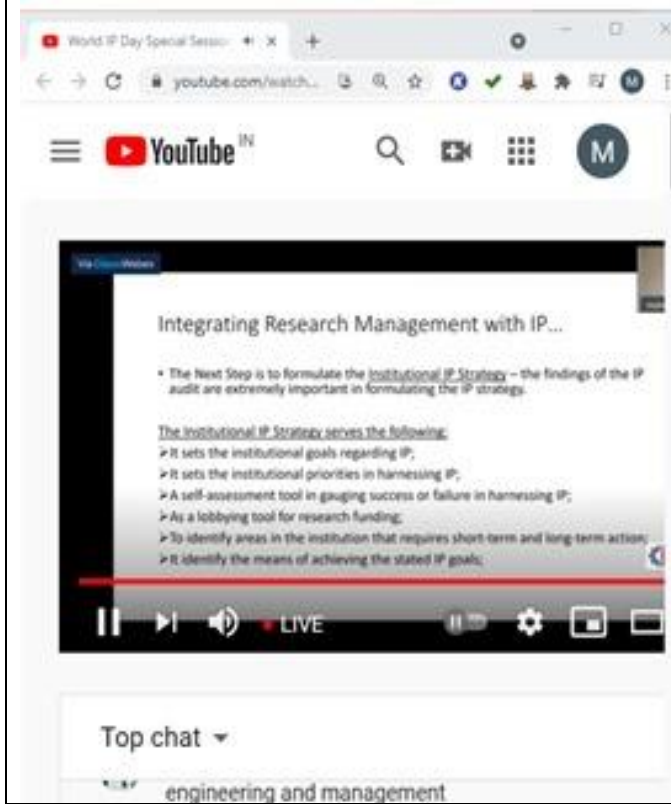 World IP Day Special Sessio
youtube.com/watch...
M
YouTube IN
M
Via Cisco Webex
Integrating Research Management with IP...
• The Next Step is to formulate the Institutional IP Strategy – the findings of the IP
audit are extremely important in formulating the IP strategy.
The Institutional IP Strategy serves the following:
➢It sets the institutional goals regarding IP;
➢It sets the institutional priorities in harnessing IP;
➢A self-assessment tool in gauging success or failure in harnessing IP;
➢As a lobbying tool for research funding;
➢To identify areas in the institution that requires short-term and long-term action;
➢It identify the means of achieving the stated IP goals;
LIVE
Top chat
engineering and management